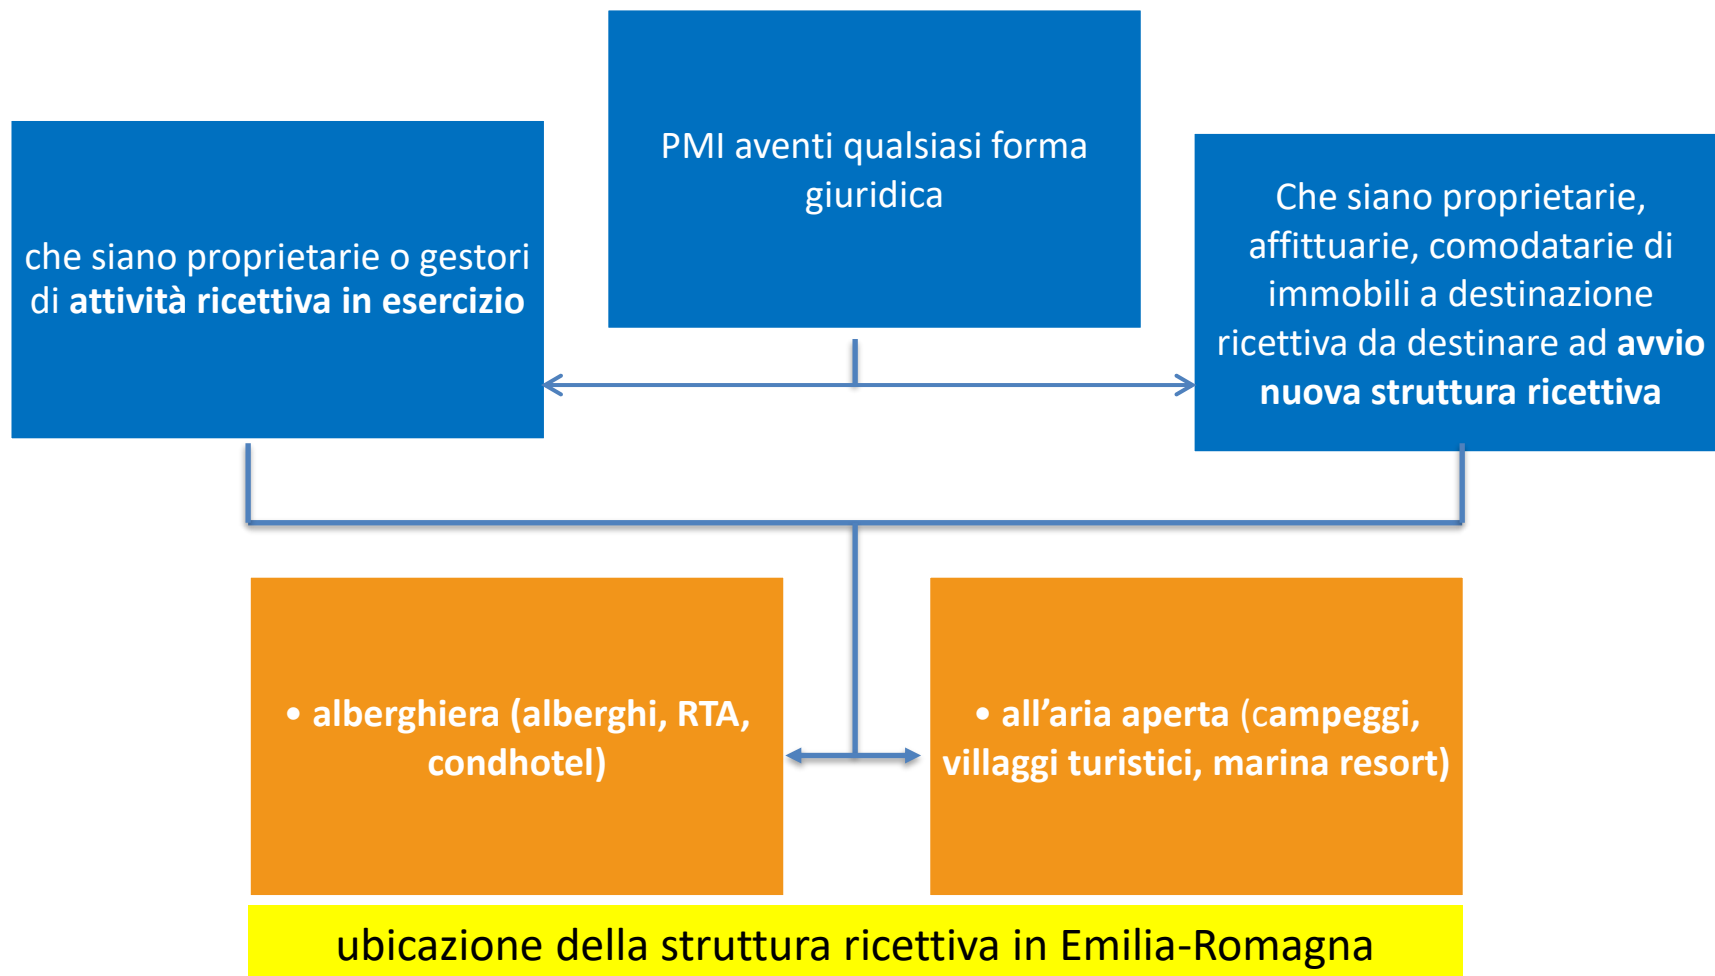 PMI aventi qualsiasi forma
giuridica
che siano proprietarie o gestori
di attività ricettiva in esercizio
Che siano proprietarie,
affittuarie, comodatarie di
immobili a destinazione
ricettiva da destinare ad avvio
nuova struttura ricettiva
• alberghiera (alberghi, RTA,
condhotel)
• all’aria aperta (campeggi,
villaggi turistici, marina resort)
ubicazione della struttura ricettiva in Emilia-Romagna